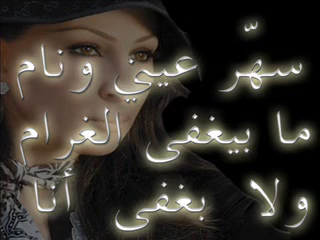 سهّر عيني ونام
ما بيغفى الغرام
ولا بغفى أنا